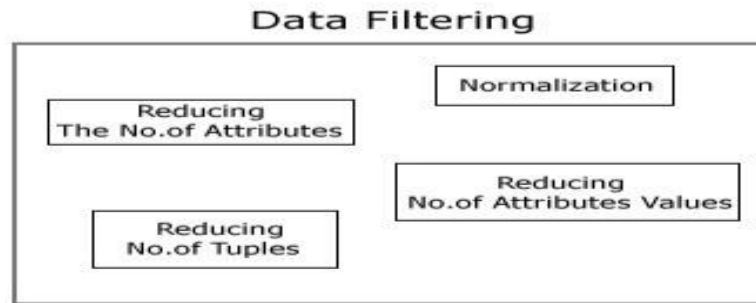 Data Filtering
Normalization
Reducing
The No.of Attributes
Reducing
No.of Attributes Values
Reducing
No.of Tuples